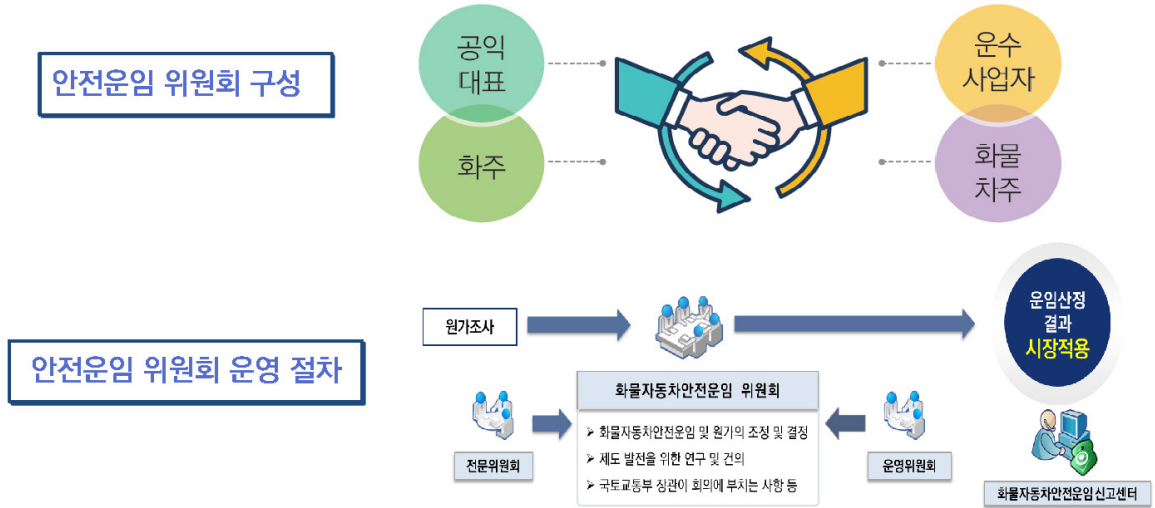 안전운임 위원회 구성
공익
대표
화주
운수
사업자
화물
차주
안전운임 위원회 운영 절차
원가조사
운임산정
결과
시장적용
화물자동차안전운임 위원회
➢ 화물자동차안전운임 및 원가의 조정 및 결정
➢ 제도 발전을 위한 연구 및 건의
➢ 국토교통부 장관이 회의에 부치는 사항 등
전문위원회
운영위원회
화물자동차안전운임신고센터